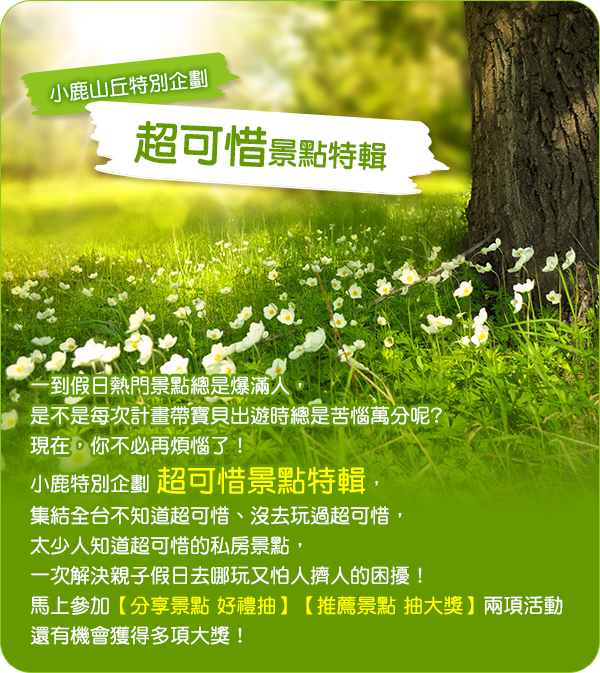 小鹿山丘特別企劃
超可惜景點特輯
一到假日熱門景點總是爆滿人，
是不是每次計畫帶寶貝出遊時總是苦惱萬分呢?
現在，你不必再煩惱了！
小鹿特別企劃 超可惜景點特輯，
集結全台不知道超可惜、沒去玩過超可惜，
太少人知道超可惜的私房景點，
一次解決親子假日去哪玩又怕人擠人的困擾！
馬上參加【分享景點 好禮抽】【推薦景點 抽大獎】兩項活動
還有機會獲得多項大獎！